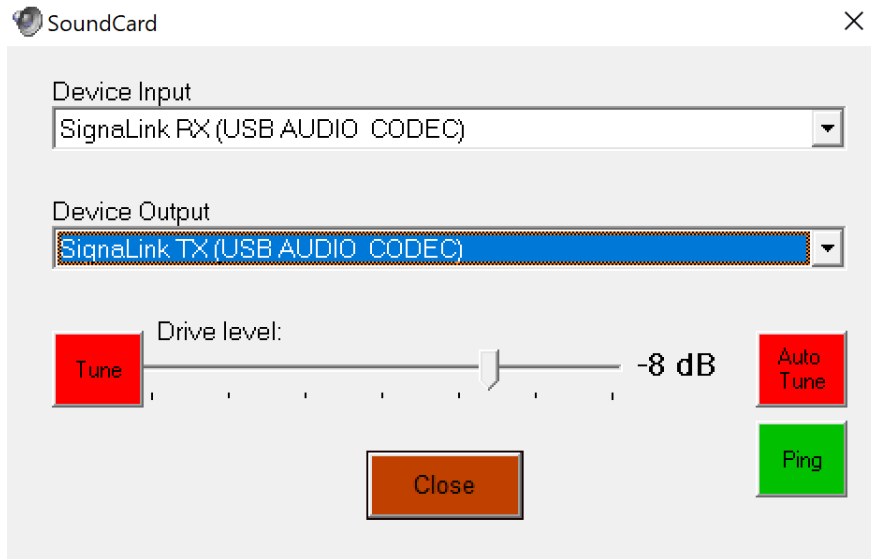 SoundCard
Device Input
SignaLink RX (USB AUDIO  CODEC)
Device Output
SignaLink TX (USB AUDIO  CODEC)
Drive level:
Tune
-8 dB
Auto
Tune
Ping
Close